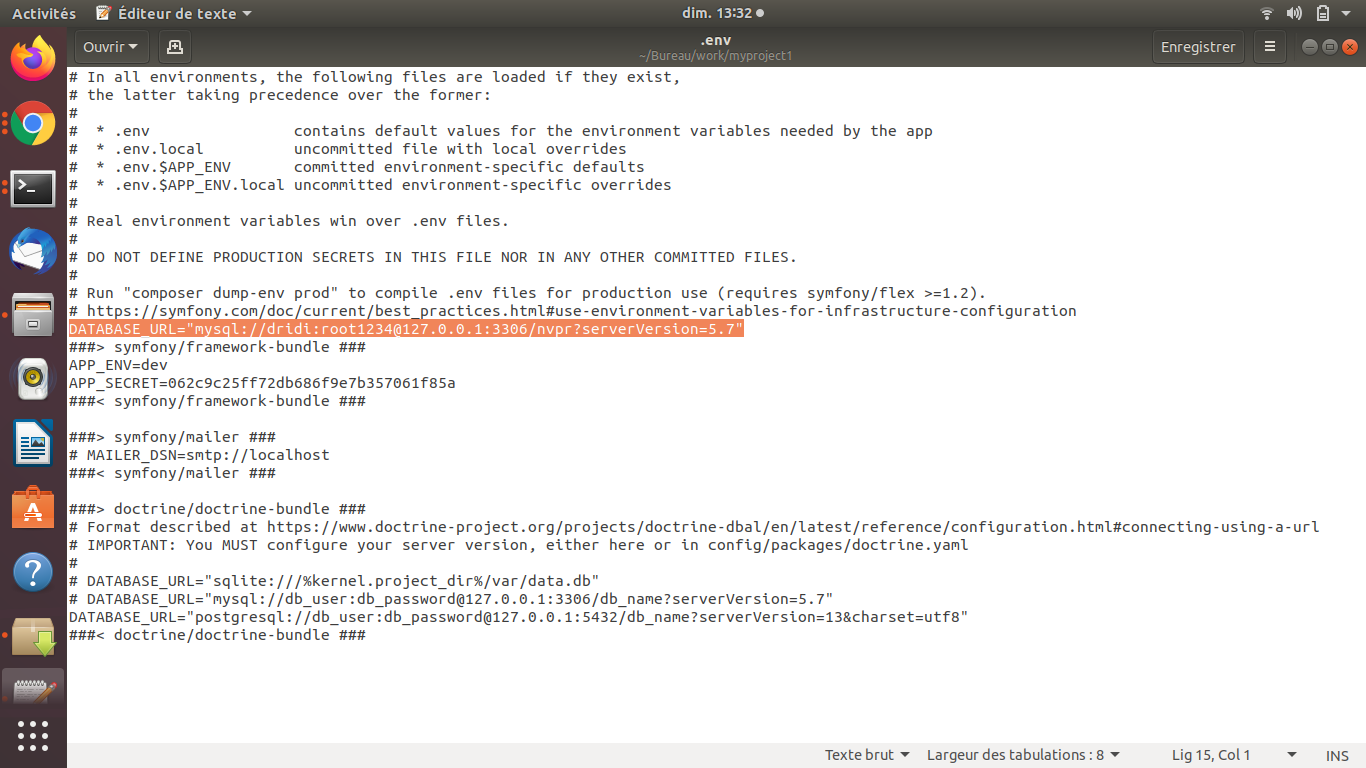 Activités Éditeur de texte dim. 13:32
Ouvrir .env Enregistrer
~/Bureau/work/myproject1
# In all environments, the following files are loaded if they exist,
# the latter taking precedence over the former:
#
#  * .env                contains default values for the environment variables needed by the app
#  * .env.local          uncommitted file with local overrides
#  * .env.$APP_ENV       committed environment-specific defaults
#  * .env.$APP_ENV.local uncommitted environment-specific overrides
#
# Real environment variables win over .env files.
#
# DO NOT DEFINE PRODUCTION SECRETS IN THIS FILE NOR IN ANY OTHER COMMITTED FILES.
#
# Run "composer dump-env prod" to compile .env files for production use (requires symfony/flex >=1.2).
# https://symfony.com/doc/current/best_practices.html#use-environment-variables-for-infrastructure-configuration
DATABASE_URL="mysql://dridi:root1234@127.0.0.1:3306/nvpr?serverVersion=5.7"
###> symfony/framework-bundle ###
APP_ENV=dev
APP_SECRET=062c9c25ff72db686f9e7b357061f85a
###< symfony/framework-bundle ###

###> symfony/mailer ###
# MAILER_DSN=smtp://localhost
###< symfony/mailer ###

###> doctrine/doctrine-bundle ###
# Format described at https://www.doctrine-project.org/projects/doctrine-dbal/en/latest/reference/configuration.html#connecting-using-a-url
# IMPORTANT: You MUST configure your server version, either here or in config/packages/doctrine.yaml
#
# DATABASE_URL="sqlite:///%kernel.project_dir%/var/data.db"
# DATABASE_URL="mysql://db_user:db_password@127.0.0.1:3306/db_name?serverVersion=5.7"
DATABASE_URL="postgresql://db_user:db_password@127.0.0.1:5432/db_name?serverVersion=13&charset=utf8"
###< doctrine/doctrine-bundle ###
Texte brut Largeur des tabulations : 8 Lig 15, Col 1 INS